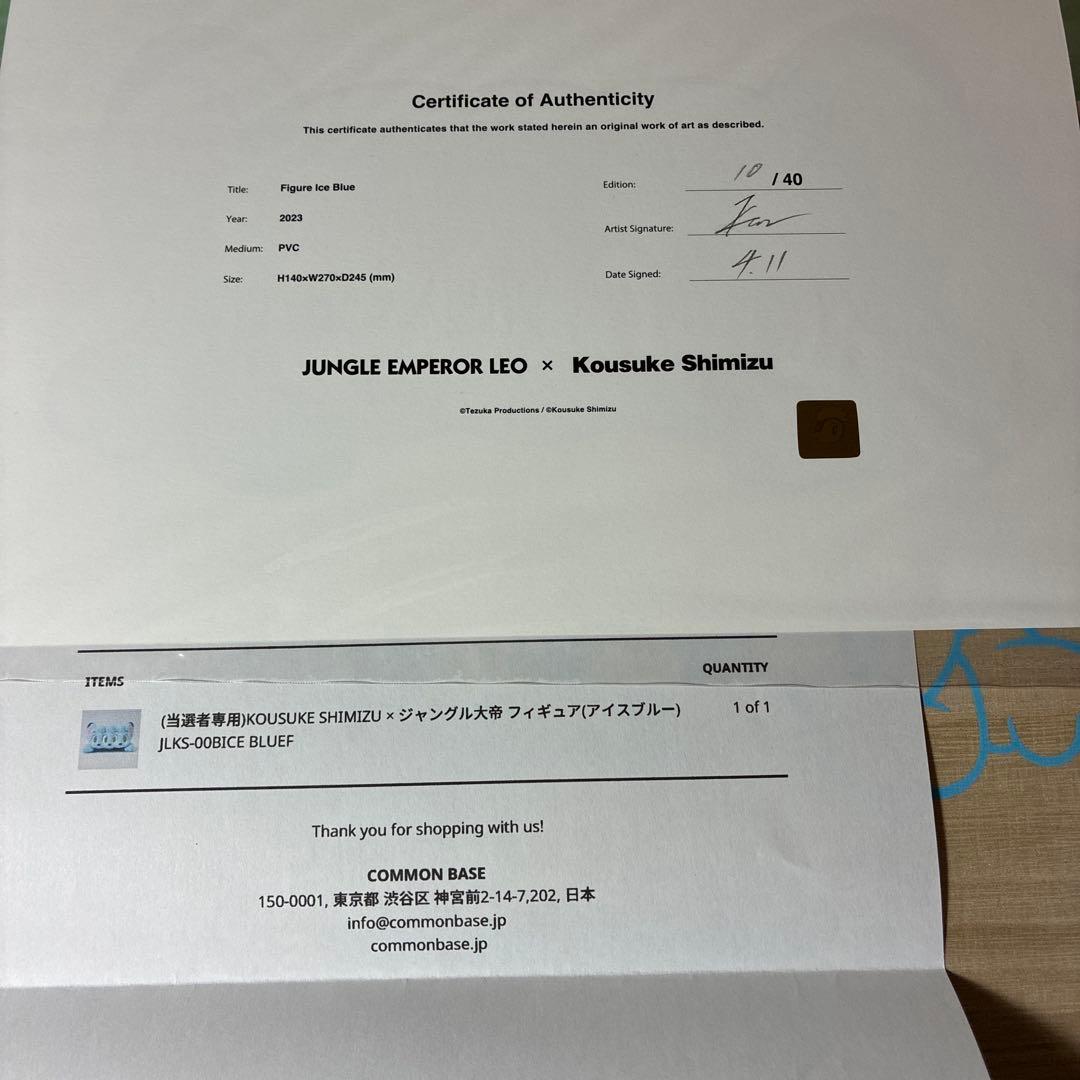 Certificate of Authenticity
This certificate authenticates that the work stated herein an original work of art as described.
Title: Figure Ice Blue
Year: 2023
Medium: PVC
Size: H140×W270×D245 (mm)
Edition: 10 / 40
Artist Signature:
Date Signed: 4.11
JUNGLE EMPEROR LEO × Kousuke Shimizu
©Tezuka Productions / ©Kousuke Shimizu
ITEMS QUANTITY
(当選者専用)KOUSUKE SHIMIZU × ジャングル大帝 フィギュア(アイスブルー) 1 of 1
JLKS-00BICE BLUEF
Thank you for shopping with us!
COMMON BASE
150-0001, 東京都 渋谷区 神宮前2-14-7,202, 日本
info@commonbase.jp
commonbase.jp